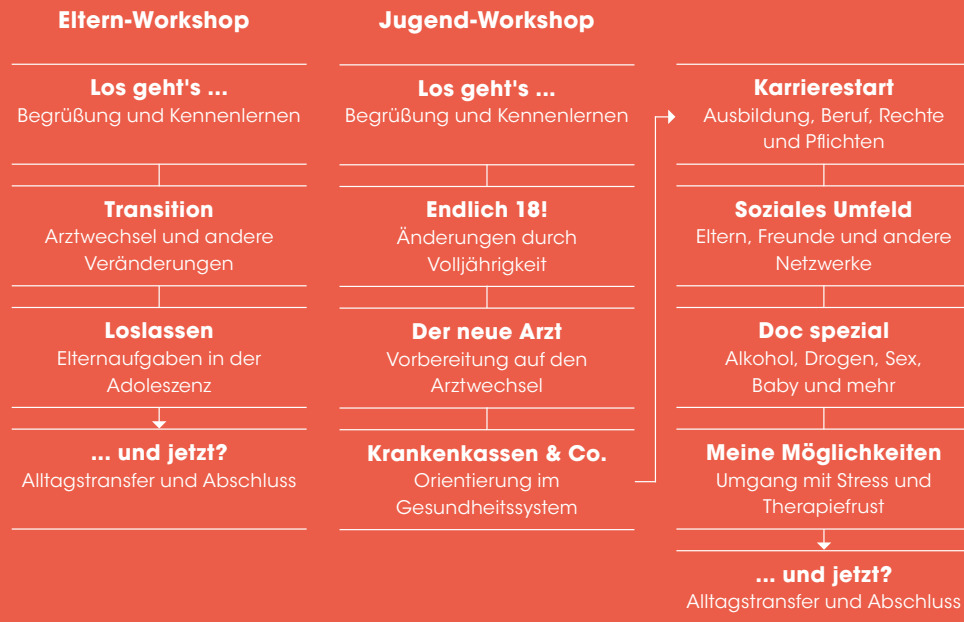 Eltern-Workshop
Los geht's ...
Begrüßung und Kennenlernen
Transition
Arztwechsel und andere
Veränderungen
Loslassen
Elternaufgaben in der
Adoleszenz
... und jetzt?
Alltagstransfer und Abschluss
Jugend-Workshop
Los geht's ...
Begrüßung und Kennenlernen
Endlich 18!
Änderungen durch
Volljährigkeit
Der neue Arzt
Vorbereitung auf den
Arztwechsel
Krankenkassen & Co.
Orientierung im
Gesundheitssystem
Karrierestart
Ausbildung, Beruf, Rechte
und Pflichten
Soziales Umfeld
Eltern, Freunde und andere
Netzwerke
Doc spezial
Alkohol, Drogen, Sex,
Baby und mehr
Meine Möglichkeiten
Umgang mit Stress und
Therapiefrust
... und jetzt?
Alltagstransfer und Abschluss